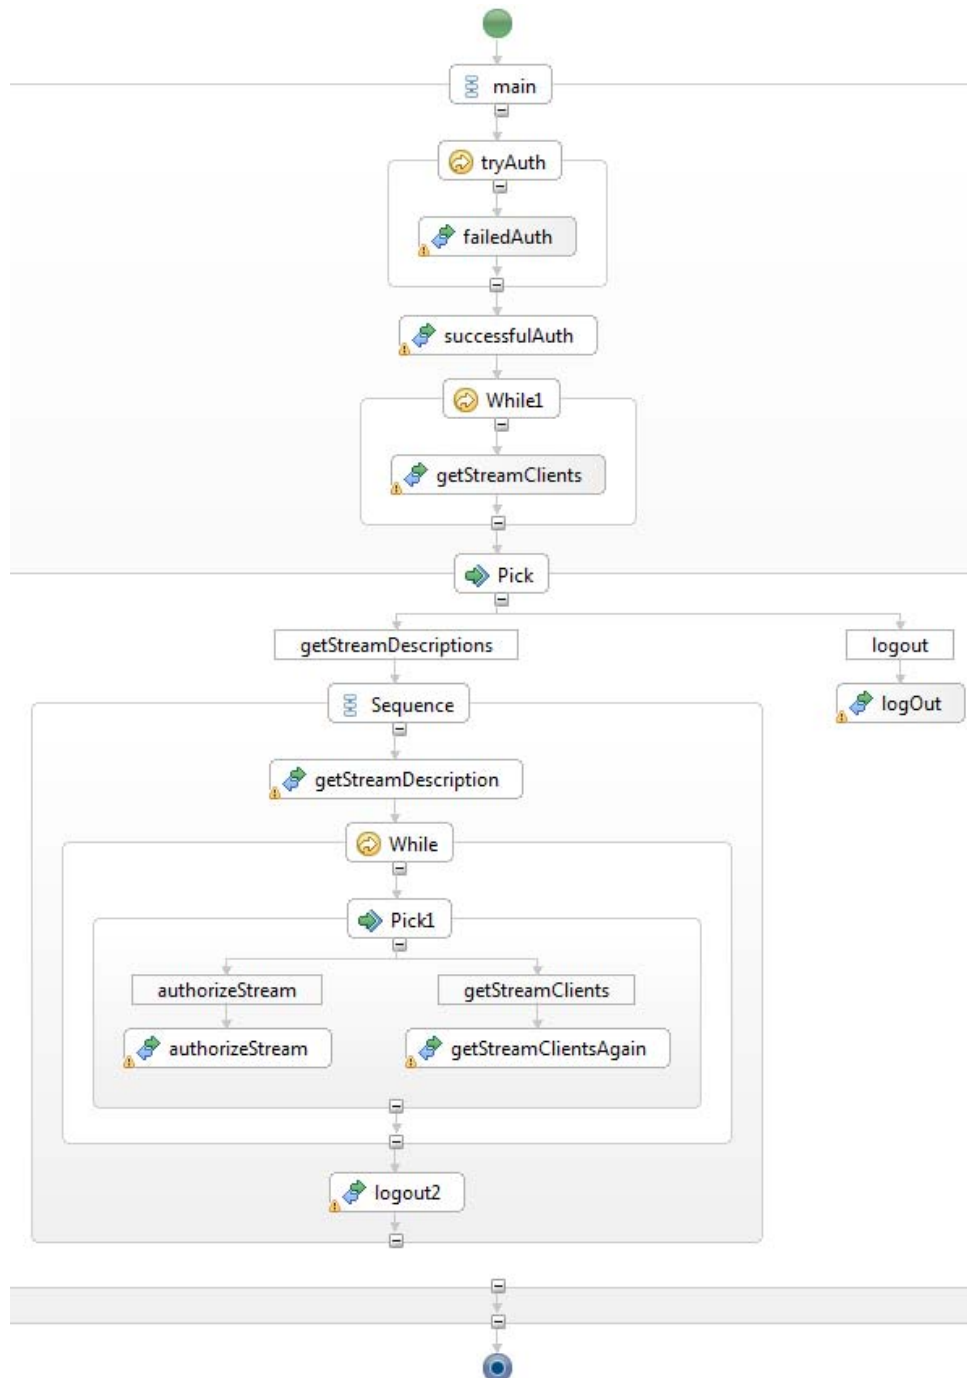 main
tryAuth
failedAuth
successfulAuth
While1
getStreamClients
Pick
getStreamDescriptions
logout
Sequence
logOut
getStreamDescription
While
Pick1
authorizeStream
getStreamClients
authorizeStream
getStreamClientsAgain
logout2